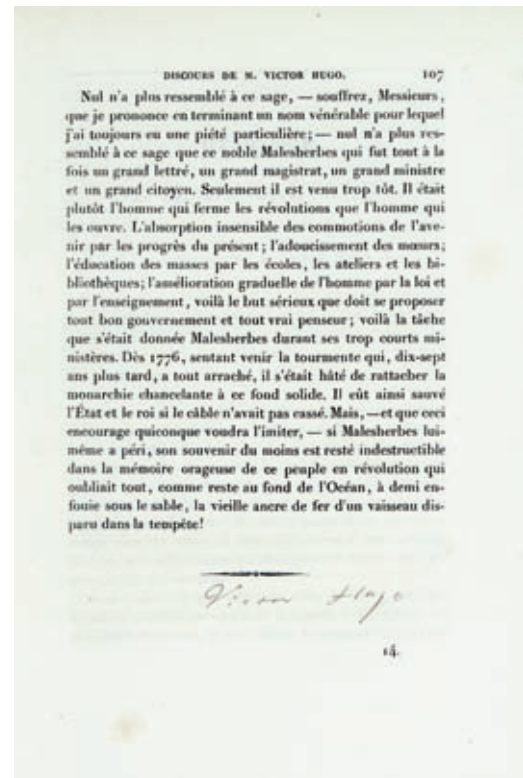 DISCOURS DE M. VICTOR HUGO. 107
Nul n'a plus ressemblé à ce sage, — souffrez, Messieurs,
que je prononce en terminant un nom vénérable pour lequel
j'ai toujours eu une piété particulière; — nul n'a plus res-
semblé à ce sage que ce noble Malesherbes qui fut tout à la
fois un grand lettré, un grand magistrat, un grand ministre
et un grand citoyen. Seulement il est venu trop tôt. Il était
plutôt l'homme qui ferme les révolutions que l'homme qui
les ouvre. L'absorption insensible des commotions de l'ave-
nir par les progrès du présent; l'adoucissement des mœurs;
l'éducation des masses par les écoles, les ateliers et les bi-
bliothèques; l'amélioration graduelle de l'homme par la loi et
par l'enseignement, voilà le but sérieux que doit se proposer
tout bon gouvernement et tout vrai penseur; voilà la tâche
que s'était donnée Malesherbes durant ses trop courts mi-
nistères. Dès 1776, sentant venir la tourmente qui, dix-sept
ans plus tard, a tout arraché, il s'était hâté de rattacher la
monarchie chancelante à ce fond solide. Il eût ainsi sauvé
l'État et le roi si le câble n'avait pas cassé. Mais, — et que ceci
encourage quiconque voudra l'imiter, — si Malesherbes lui-
même a péri, son souvenir du moins est resté indestructible
dans la mémoire orageuse de ce peuple en révolution qui
oubliait tout, comme reste au fond de l'Océan, à demi en-
fouie sous le sable, la vieille ancre de fer d'un vaisseau dis-
paru dans la tempête!
Victor Hugo
14.